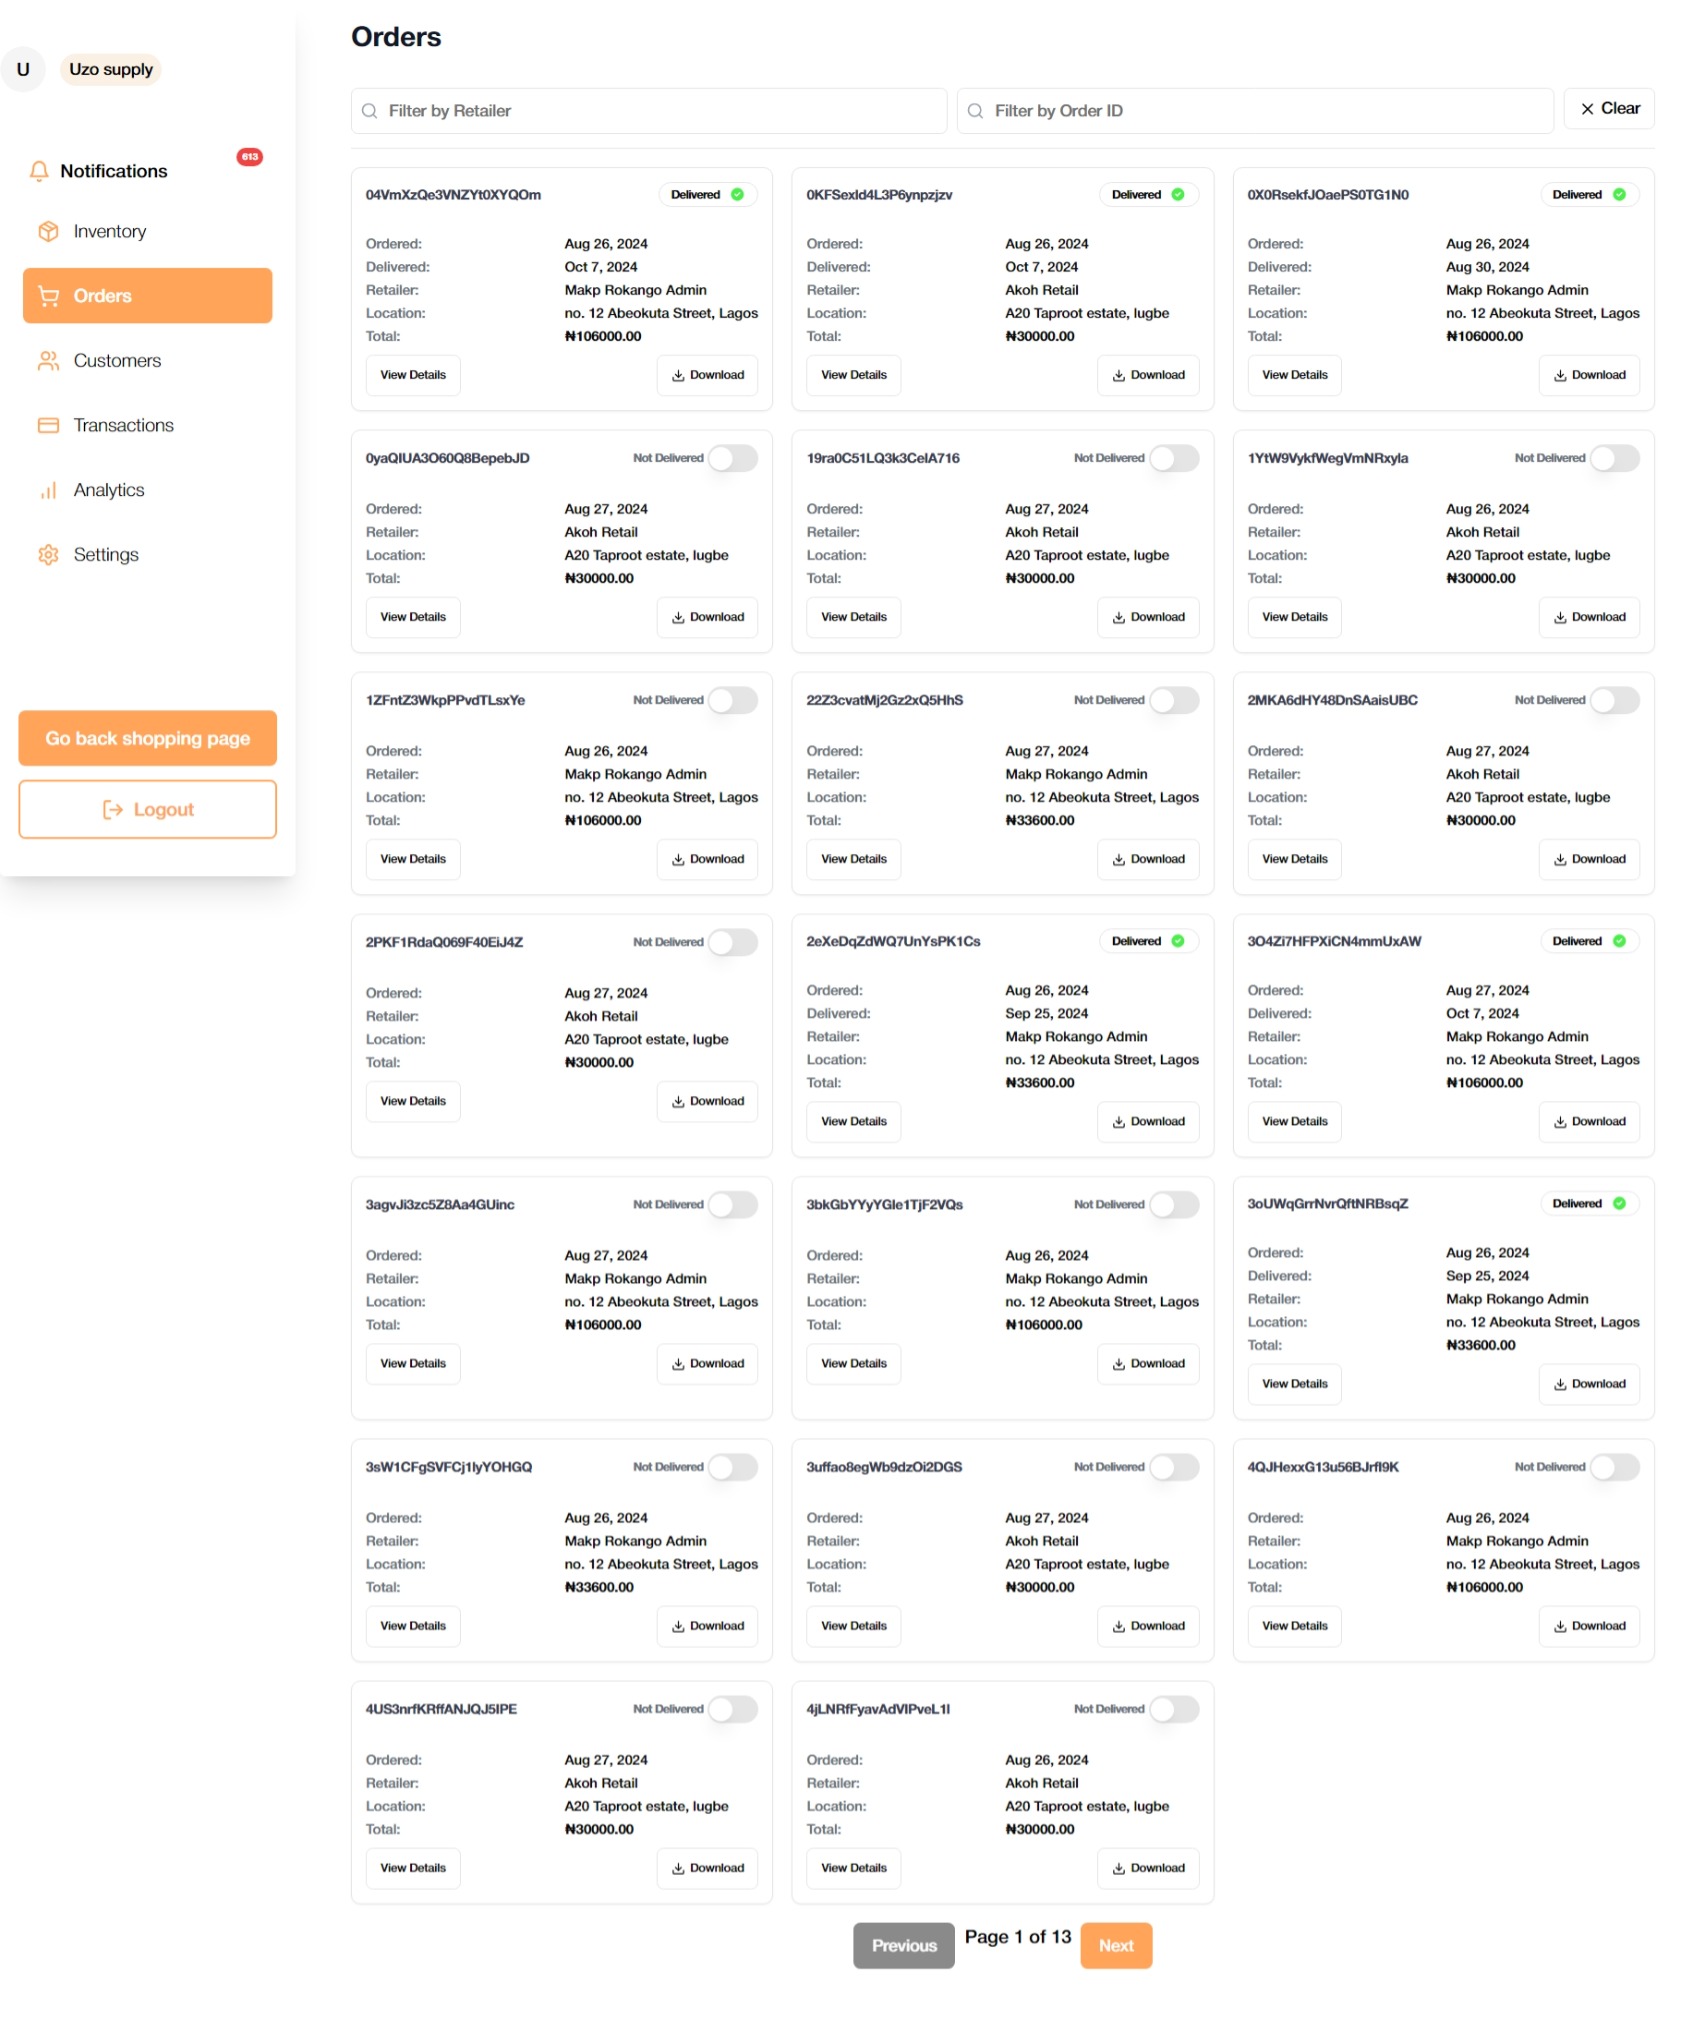 U
Uzo supply
Notifications
613
Inventory
Orders
Customers
Transactions
Analytics
Settings
Go back shopping page
Logout
Orders
Filter by Retailer
Filter by Order ID
Clear
04VmXzQe3VNZYt0XYQOm
Delivered
Ordered: Aug 26, 2024
Delivered: Oct 7, 2024
Retailer: Makp Rokango Admin
Location: no. 12 Abeokuta Street, Lagos
Total: ₦106000.00
View Details
Download
0KFSexId4L3P6ynpzjzv
Delivered
Ordered: Aug 26, 2024
Delivered: Oct 7, 2024
Retailer: Akoh Retail
Location: A20 Taproot estate, lugbe
Total: ₦30000.00
View Details
Download
0X0RsekfJOaePS0TG1N0
Delivered
Ordered: Aug 26, 2024
Delivered: Aug 30, 2024
Retailer: Makp Rokango Admin
Location: no. 12 Abeokuta Street, Lagos
Total: ₦106000.00
View Details
Download
0yaQIUA3O60Q8BepebJD
Not Delivered
Ordered: Aug 27, 2024
Retailer: Akoh Retail
Location: A20 Taproot estate, lugbe
Total: ₦30000.00
View Details
Download
19ra0C51LQ3k3CelA716
Not Delivered
Ordered: Aug 27, 2024
Retailer: Akoh Retail
Location: A20 Taproot estate, lugbe
Total: ₦30000.00
View Details
Download
1YtW9VykfWegVmNRxyla
Not Delivered
Ordered: Aug 26, 2024
Retailer: Akoh Retail
Location: A20 Taproot estate, lugbe
Total: ₦30000.00
View Details
Download
1ZFntZ3WkpPPvdTLsxYe
Not Delivered
Ordered: Aug 26, 2024
Retailer: Makp Rokango Admin
Location: no. 12 Abeokuta Street, Lagos
Total: ₦106000.00
View Details
Download
22Z3cvatMj2Gz2xQ5HhS
Not Delivered
Ordered: Aug 27, 2024
Retailer: Makp Rokango Admin
Location: no. 12 Abeokuta Street, Lagos
Total: ₦33600.00
View Details
Download
2MKA6dHY48DnSAaisUBC
Not Delivered
Ordered: Aug 27, 2024
Retailer: Akoh Retail
Location: A20 Taproot estate, lugbe
Total: ₦30000.00
View Details
Download
2PKF1RdaQ069F40EiJ4Z
Not Delivered
Ordered: Aug 27, 2024
Retailer: Akoh Retail
Location: A20 Taproot estate, lugbe
Total: ₦30000.00
View Details
Download
2eXeDqZdWQ7UnYsPK1Cs
Delivered
Ordered: Aug 26, 2024
Delivered: Sep 25, 2024
Retailer: Makp Rokango Admin
Location: no. 12 Abeokuta Street, Lagos
Total: ₦33600.00
View Details
Download
3O4Zi7HFPXiCN4mmUxAW
Delivered
Ordered: Aug 27, 2024
Delivered: Oct 7, 2024
Retailer: Makp Rokango Admin
Location: no. 12 Abeokuta Street, Lagos
Total: ₦106000.00
View Details
Download
3agvJi3zc5Z8Aa4GUinc
Not Delivered
Ordered: Aug 27, 2024
Retailer: Makp Rokango Admin
Location: no. 12 Abeokuta Street, Lagos
Total: ₦106000.00
View Details
Download
3bkGbYYyYGle1TjF2VQs
Not Delivered
Ordered: Aug 26, 2024
Retailer: Makp Rokango Admin
Location: no. 12 Abeokuta Street, Lagos
Total: ₦106000.00
View Details
Download
3oUWqGrrNvrQftNRBsqZ
Delivered
Ordered: Aug 26, 2024
Delivered: Sep 25, 2024
Retailer: Makp Rokango Admin
Location: no. 12 Abeokuta Street, Lagos
Total: ₦33600.00
View Details
Download
3sW1CFgSVFCj1lyYOHGQ
Not Delivered
Ordered: Aug 26, 2024
Retailer: Makp Rokango Admin
Location: no. 12 Abeokuta Street, Lagos
Total: ₦33600.00
View Details
Download
3uffao8egWb9dzOi2DGS
Not Delivered
Ordered: Aug 27, 2024
Retailer: Akoh Retail
Location: A20 Taproot estate, lugbe
Total: ₦30000.00
View Details
Download
4QJHexxG13u56BJrfI9K
Not Delivered
Ordered: Aug 26, 2024
Retailer: Makp Rokango Admin
Location: no. 12 Abeokuta Street, Lagos
Total: ₦106000.00
View Details
Download
4US3nrfKRffANJQJ5IPE
Not Delivered
Ordered: Aug 27, 2024
Retailer: Akoh Retail
Location: A20 Taproot estate, lugbe
Total: ₦30000.00
View Details
Download
4jLNRfFyavAdVIPveL1I
Not Delivered
Ordered: Aug 26, 2024
Retailer: Akoh Retail
Location: A20 Taproot estate, lugbe
Total: ₦30000.00
View Details
Download
Previous
Page 1 of 13
Next